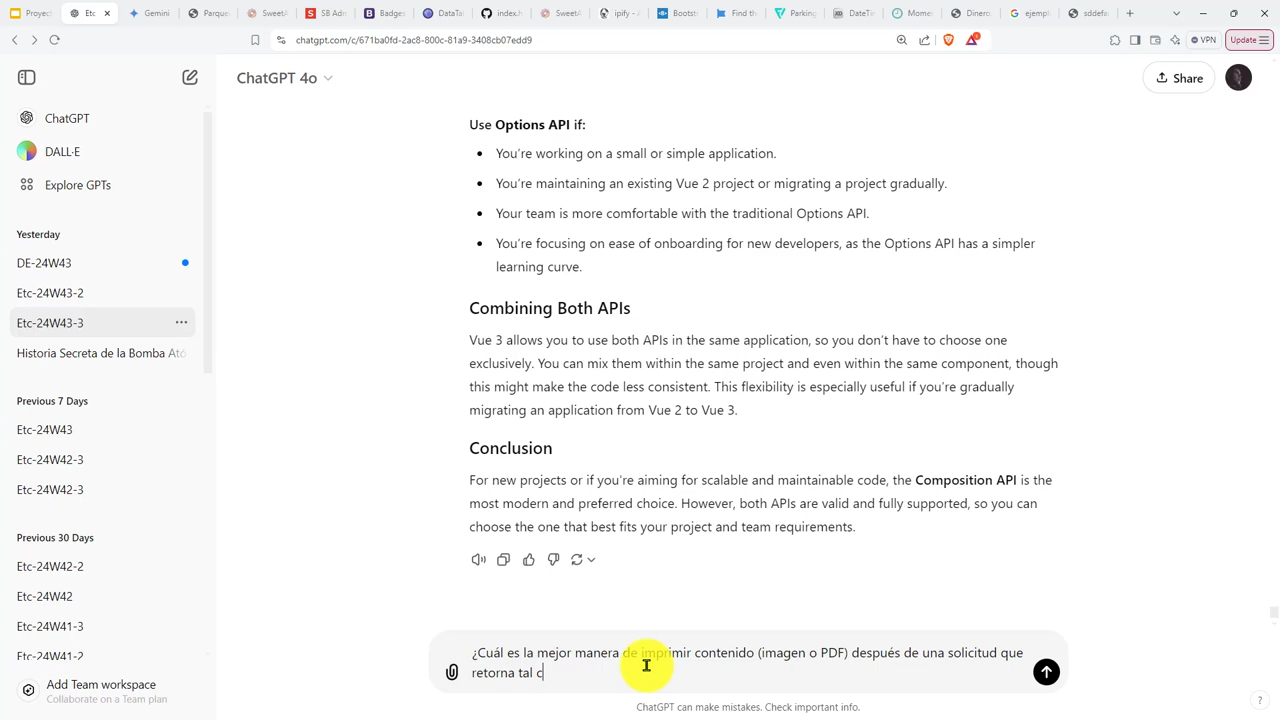 Proyect
Etc
Gemini
Parque
SweetA
SB Adm
Badges
DataTa
index.h
SweetA
ipify - A
Bootstr
Find the
Parking
DateTim
Momen
Dinero.
ejempl
sddefa
chatgpt.com/c/671ba0fd-2ac8-800c-81a9-3408cb07edd9
VPN
Update
ChatGPT 4o
Share
ChatGPT
DALL·E
Explore GPTs
Yesterday
DE-24W43
Etc-24W43-2
Etc-24W43-3
Historia Secreta de la Bomba Ató
Previous 7 Days
Etc-24W43
Etc-24W42-3
Etc-24W42-3
Previous 30 Days
Etc-24W42-2
Etc-24W42
Etc-24W41-3
Etc-24W41-2
Add Team workspace
Collaborate on a Team plan
Use Options API if:
You're working on a small or simple application.
You're maintaining an existing Vue 2 project or migrating a project gradually.
Your team is more comfortable with the traditional Options API.
You're focusing on ease of onboarding for new developers, as the Options API has a simpler
learning curve.
Combining Both APIs
Vue 3 allows you to use both APIs in the same application, so you don't have to choose one
exclusively. You can mix them within the same project and even within the same component, though
this might make the code less consistent. This flexibility is especially useful if you're gradually
migrating an application from Vue 2 to Vue 3.
Conclusion
For new projects or if you're aiming for scalable and maintainable code, the Composition API is the
most modern and preferred choice. However, both APIs are valid and fully supported, so you can
choose the one that best fits your project and team requirements.
¿Cuál es la mejor manera de imprimir contenido (imagen o PDF) después de una solicitud que
retorna tal c
ChatGPT can make mistakes. Check important info.
?